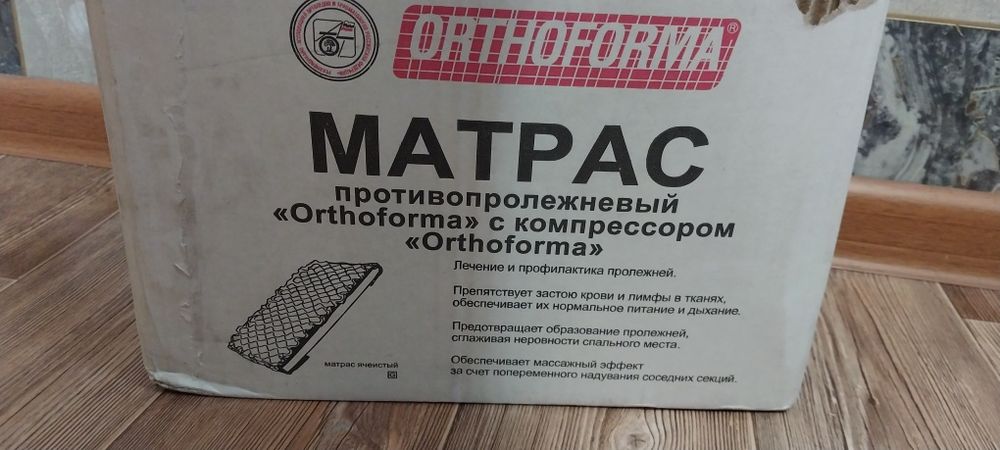 ORTHOFORMA®
МАТРАС
противопролежневый
«Orthoforma» с компрессором
«Orthoforma»
Лечение и профилактика пролежней.
Препятствует застою крови и лимфы в тканях,
обеспечивает их нормальное питание и дыхание.
Предотвращает образование пролежней,
сглаживая неровности спального места.
Обеспечивает массажный эффект
за счет попеременного надувания соседних секций.
матрас ячеистый